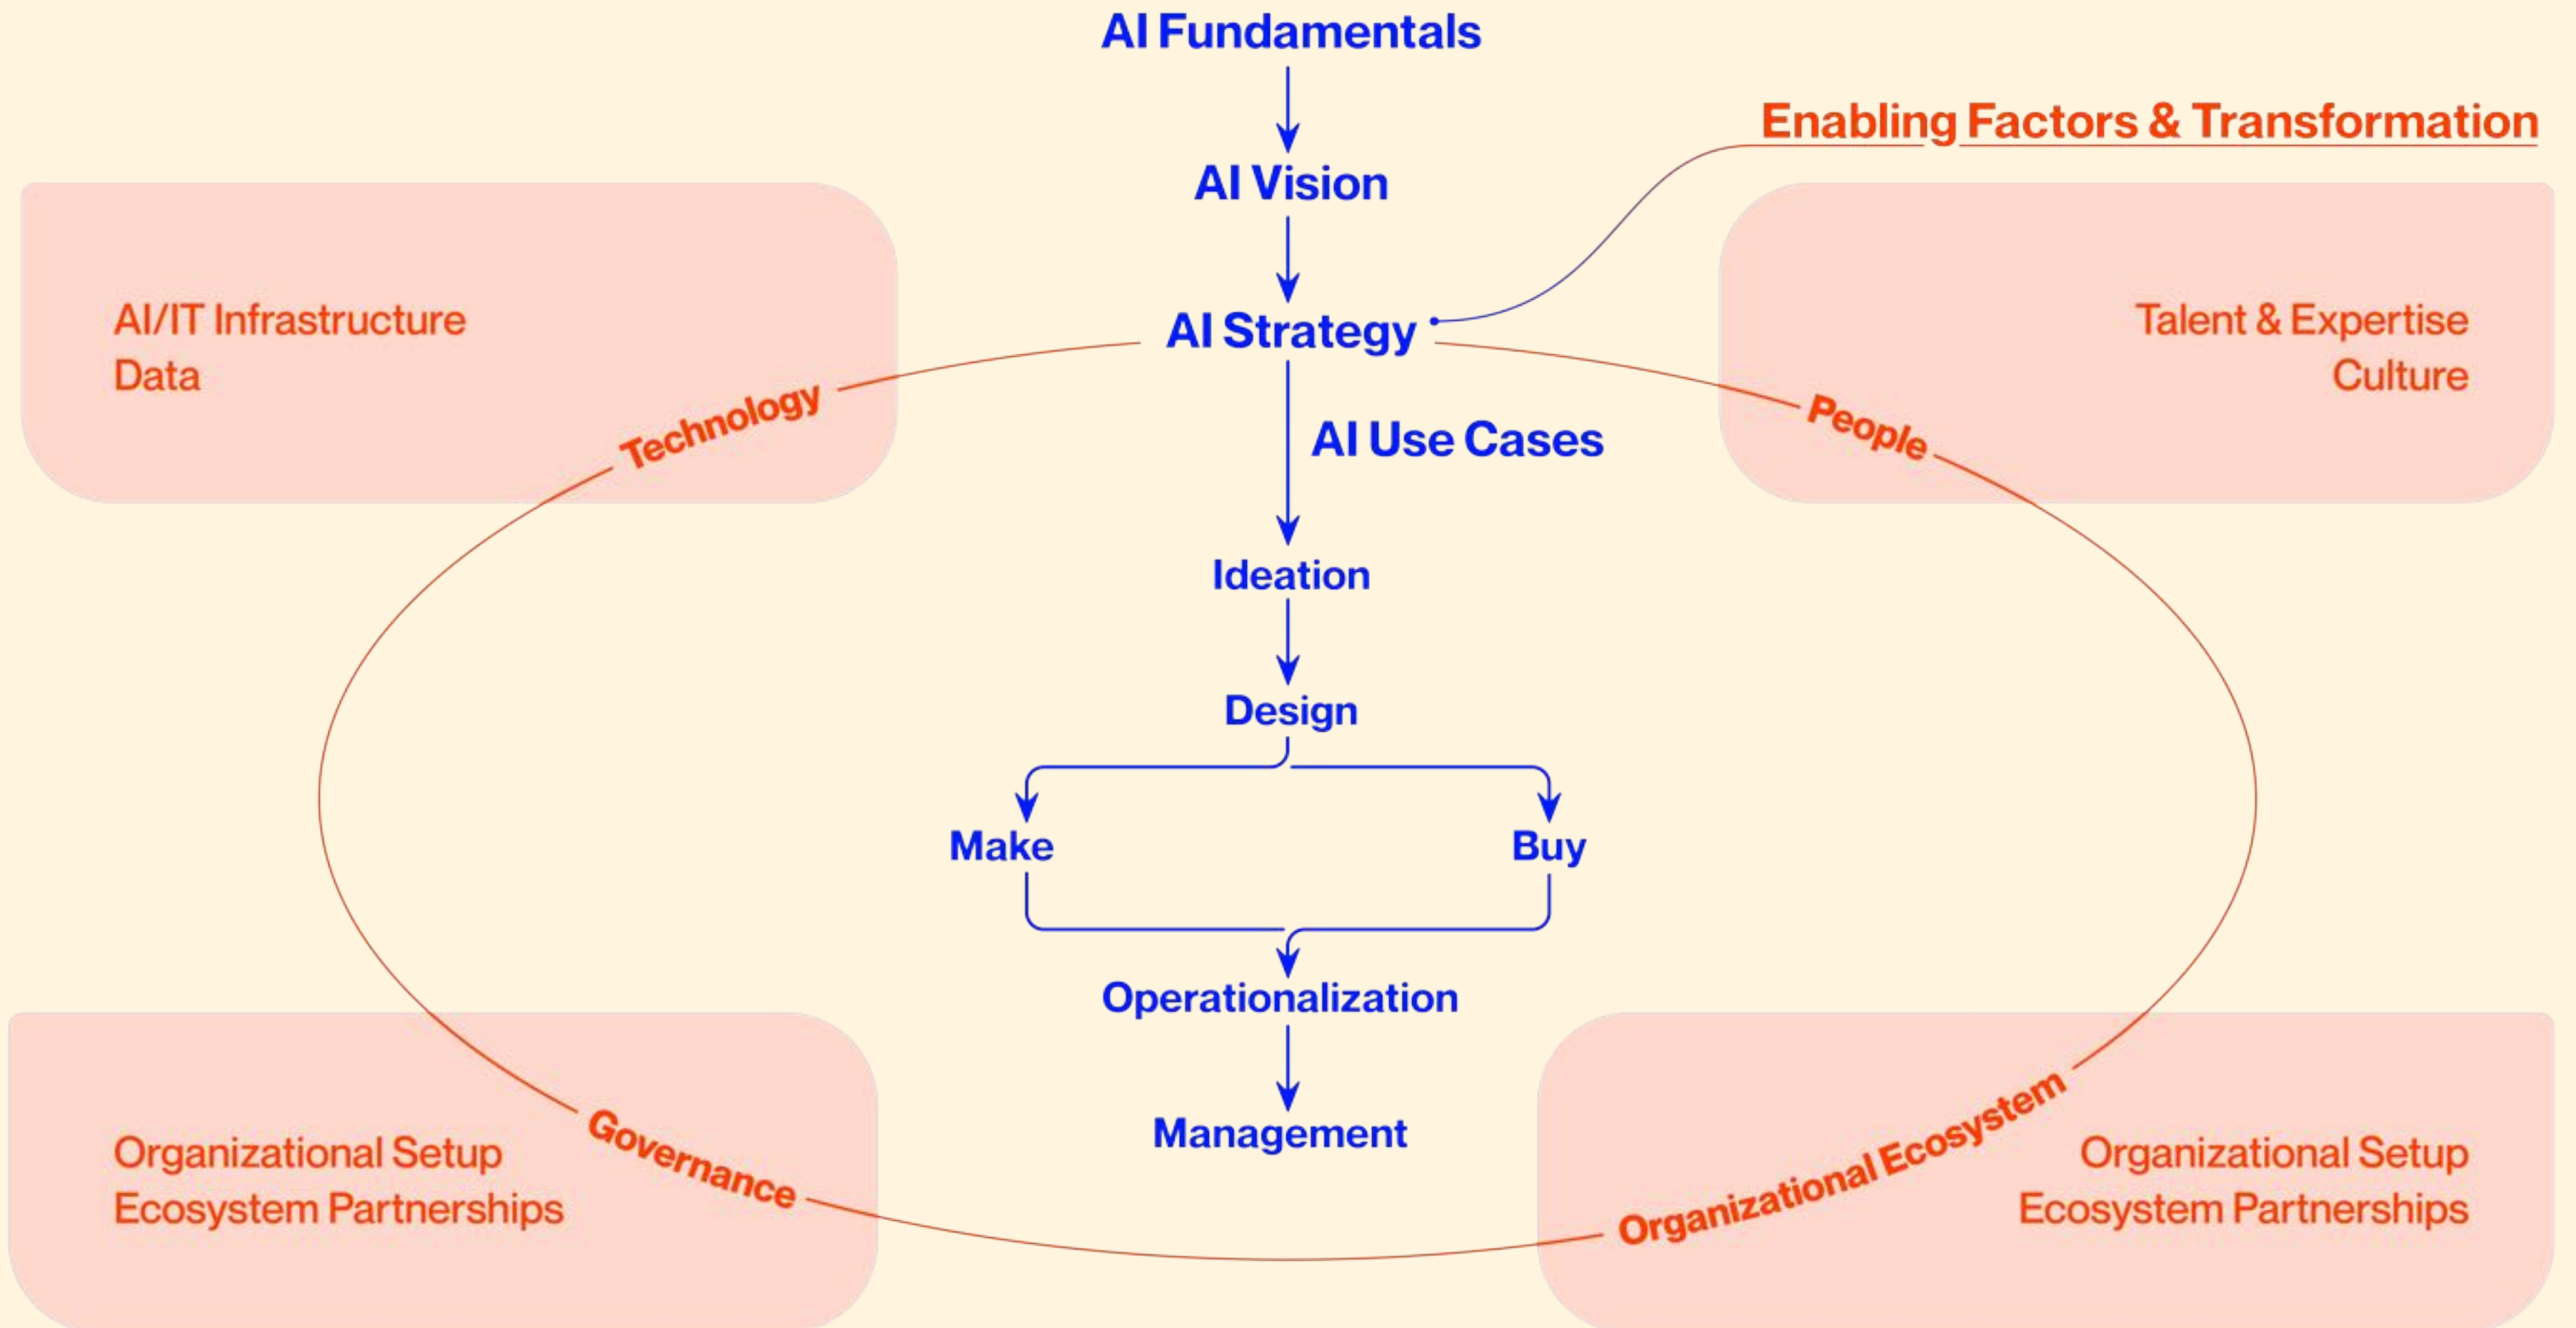 AI Fundamentals
Enabling Factors & Transformation
AI Vision
AI/IT Infrastructure
Data
Technology
AI Strategy
Talent & Expertise
Culture
People
AI Use Cases
Ideation
Design
Make
Buy
Operationalization
Management
Organizational Setup
Ecosystem Partnerships
Governance
Organizational Ecosystem
Organizational Setup
Ecosystem Partnerships